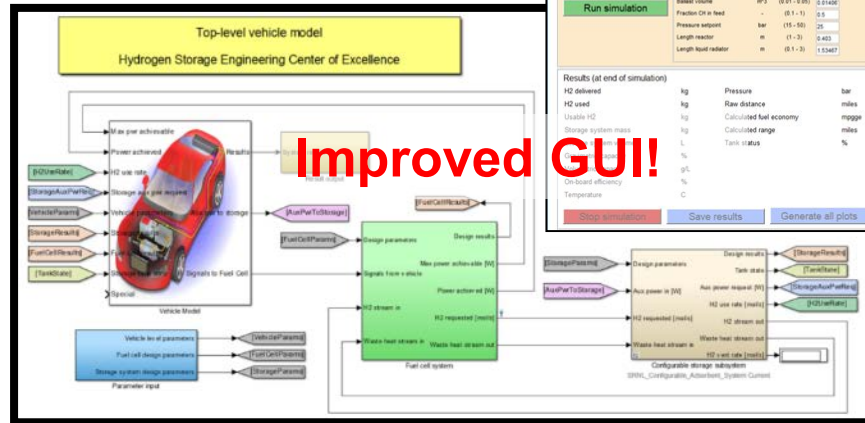 Top-level vehicle model
Hydrogen Storage Engineering Center of Excellence
Run simulation
Ballast volume m^3 (0.01 - 0.05) 0.01406
Fraction CH in feed - (0.1 - 1) 0.5
Pressure setpoint bar (15 - 50) 25
Length reactor m (1 - 3) 0.403
Length liquid radiator m (0.1 - 3) 1.53467
Results (at end of simulation)
H2 delivered kg Pressure bar
H2 used kg Raw distance miles
Usable H2 kg Calculated fuel economy mpgge
Storage system mass kg Calculated range miles
L Tank status %
%
g/L
On-board efficiency %
Temperature C
Stop simulation Save results Generate all plots
Improved GUI!
Max pwr achievable
Power achieved
H2 use rate
Storage aux pwr request
Vehicle parameters
Results
Signals to Fuel Cell
Special
Vehicle Model
[H2UseRate]
[StorageAuxPwrReq]
[VehicleParams]
[StorageResults]
[FuelCellResults]
[TankState]
[AuxPwrToStorage]
Vehicle level parameters
Fuel cell design parameters
Storage system design parameters
Parameter input
[VehicleParams]
[FuelCellParams]
[StorageParams]
[FuelCellResults]
[FuelCellParams]
Design parameters
Signals from vehicle
H2 stream in
Waste heat stream in
Design results
Max power achievable [W]
Power achieved [W]
H2 requested [mol/s]
Waste heat stream out
Fuel cell system
[StorageParams]
[AuxPwrToStorage]
Design parameters
Aux power in [W]
H2 requested [mol/s]
Waste heat stream in
Design results
Tank state
Aux power request [W]
H2 use rate [mol/s]
H2 stream out
Waste heat stream out
H2 vent rate [mol/s]
[StorageResults]
[TankState]
[StorageAuxPwrReq]
[H2UseRate]
Configurable storage subsystem
SRNL_Configurable_Adsorbent_System Current